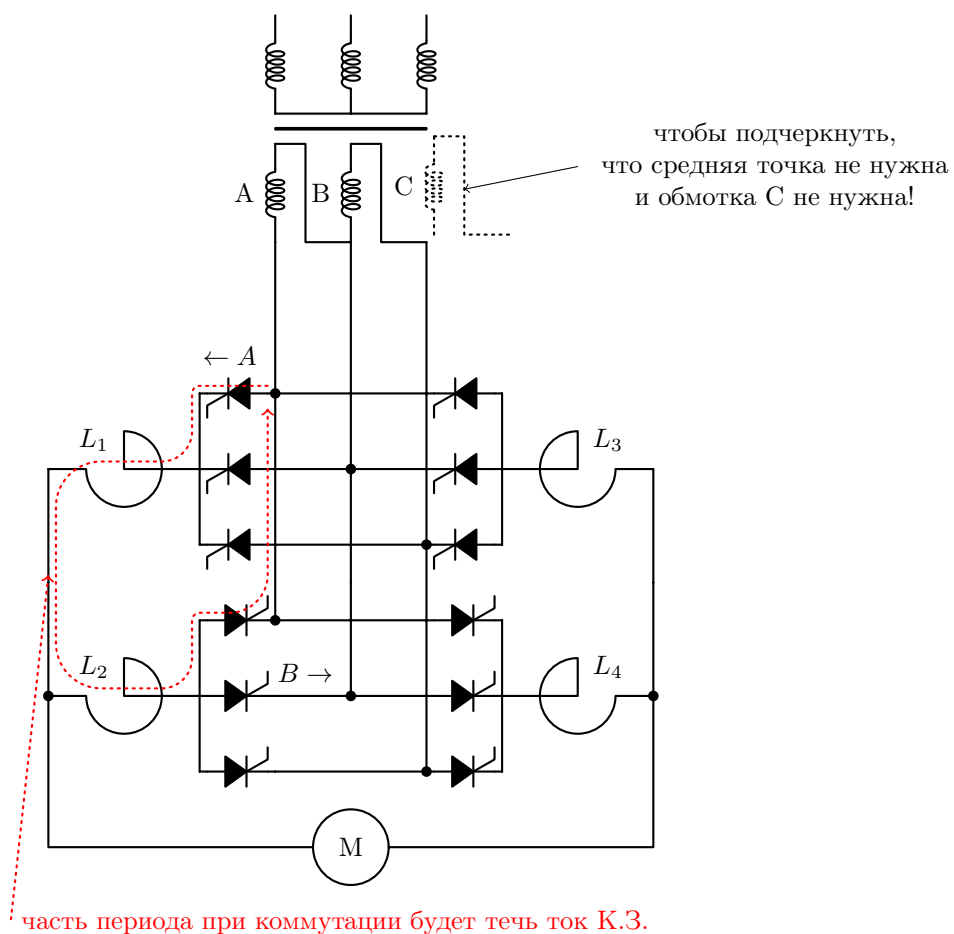 чтобы подчеркнуть,
что средняя точка не нужна
и обмотка С не нужна!
A
B
C
← A
L₁
L₃
L₂
B →
L₄
M
часть периода при коммутации будет течь ток К.З.